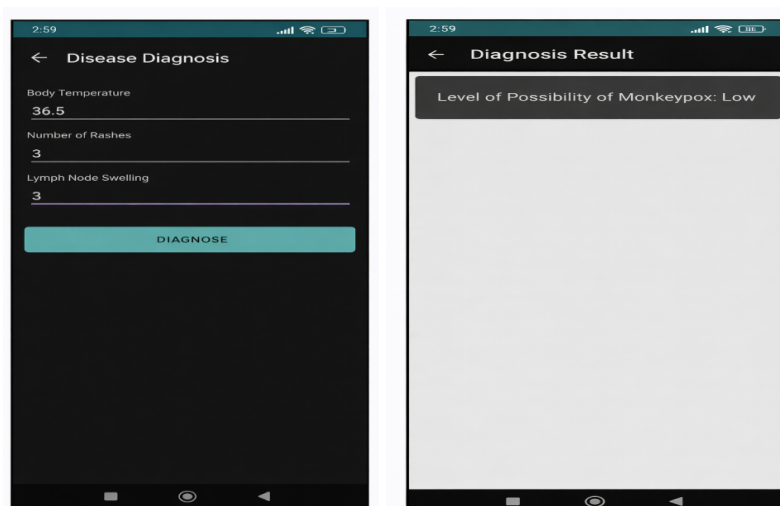 2:59
← Disease Diagnosis
Body Temperature
36.5
Number of Rashes
3
Lymph Node Swelling
3
DIAGNOSE
2:59
← Diagnosis Result
Level of Possibility of Monkeypox: Low